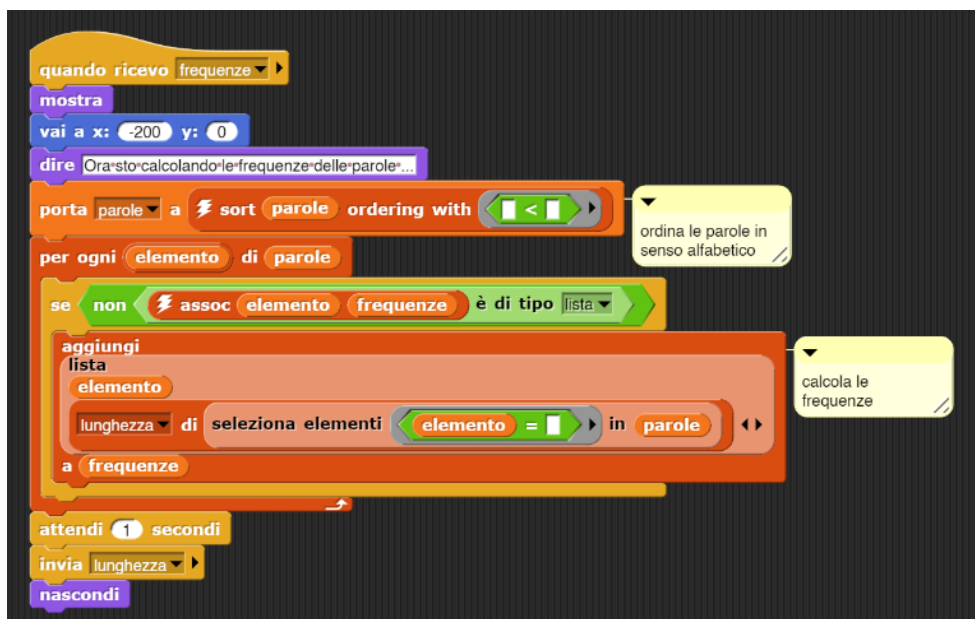 quando ricevo frequenze
mostra
vai a x: -200 y: 0
dire Ora sto calcolando le frequenze delle parole ...
porta parole a sort parole ordering with <
ordina le parole in
senso alfabetico
per ogni elemento di parole
se non assoc elemento frequenze è di tipo lista
aggiungi
lista
elemento
lunghezza di seleziona elementi elemento = in parole
a frequenze
calcola le
frequenze
attendi 1 secondi
invia lunghezza
nascondi